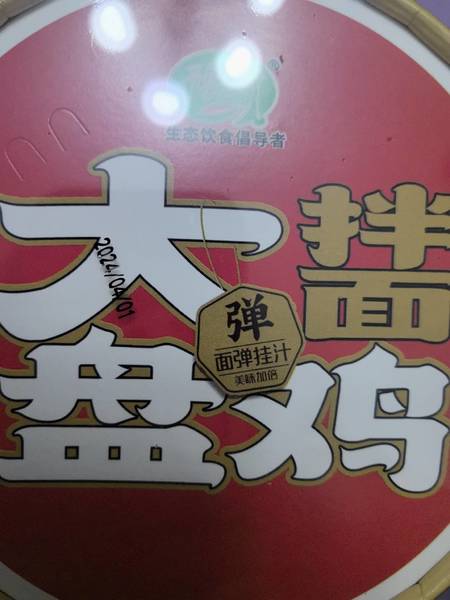 生态饮食倡导者
大
拌面
2024/04/01
弹
面弹挂汁
美味加倍
盘鸡